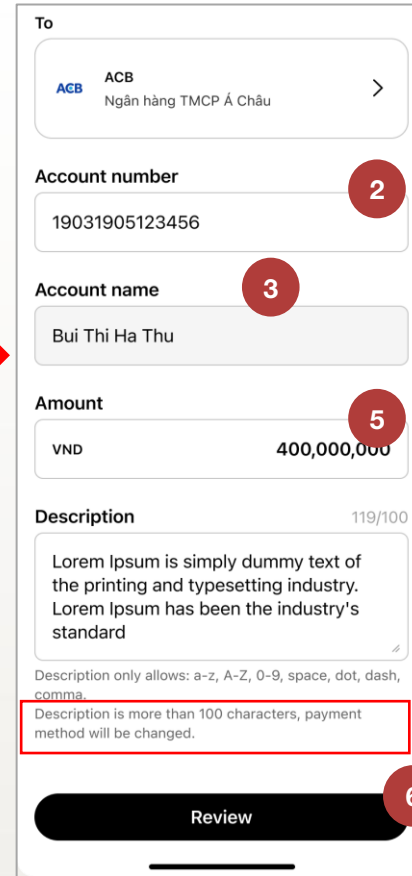 To
ACB
ACB
Ngân hàng TMCP Á Châu
Account number
2
19031905123456
Account name
3
Bui Thi Ha Thu
Amount
5
VND
400,000,000
Description
119/100
Lorem Ipsum is simply dummy text of
the printing and typesetting industry.
Lorem Ipsum has been the industry's
standard
Description only allows: a-z, A-Z, 0-9, space, dot, dash,
comma.
Description is more than 100 characters, payment
method will be changed.
6
Review